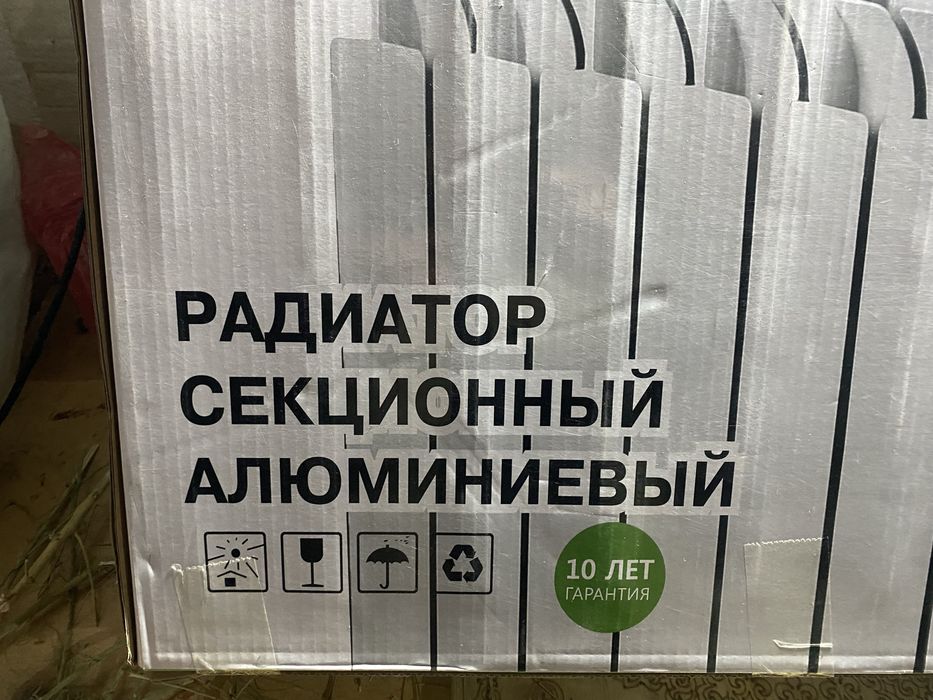 РАДИАТОР
СЕКЦИОННЫЙ
АЛЮМИНИЕВЫЙ
10 ЛЕТ
ГАРАНТИЯ